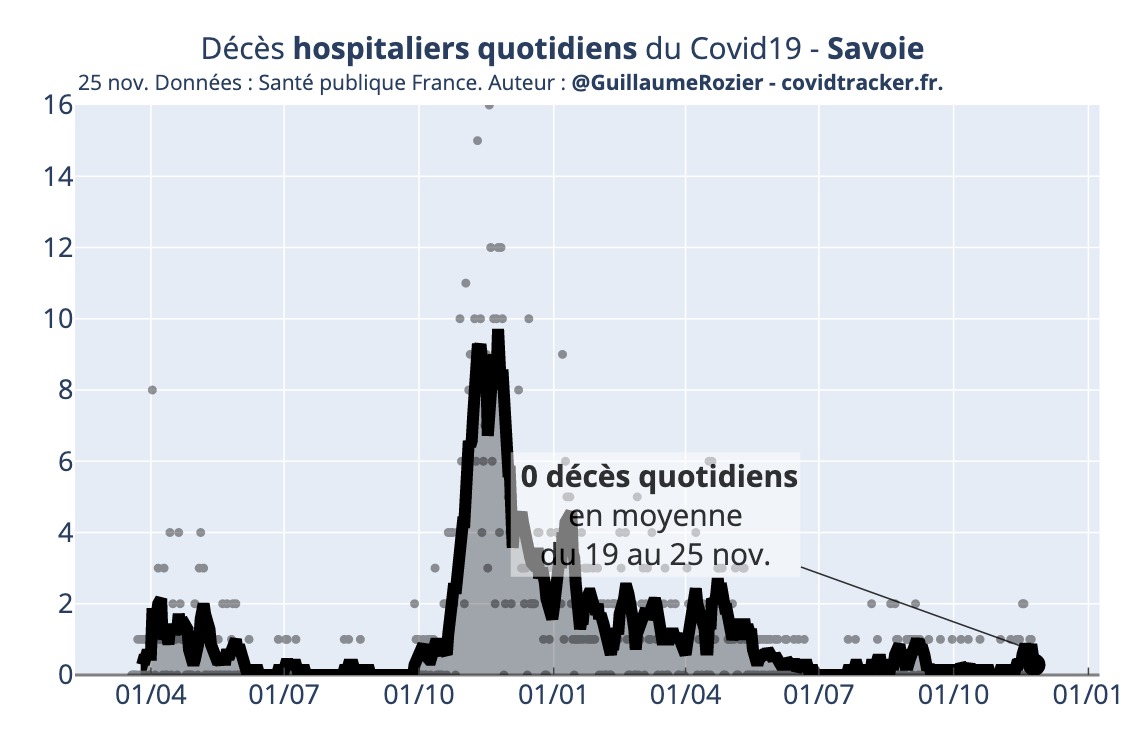 Décès hospitaliers quotidiens du Covid19 - Savoie
25 nov. Données : Santé publique France. Auteur : @GuillaumeRozier - covidtracker.fr.
16
14
12
10
8
6
4
2
0
0 décès quotidiens
en moyenne
du 19 au 25 nov.
01/04 01/07 01/10 01/01 01/04 01/07 01/10 01/01